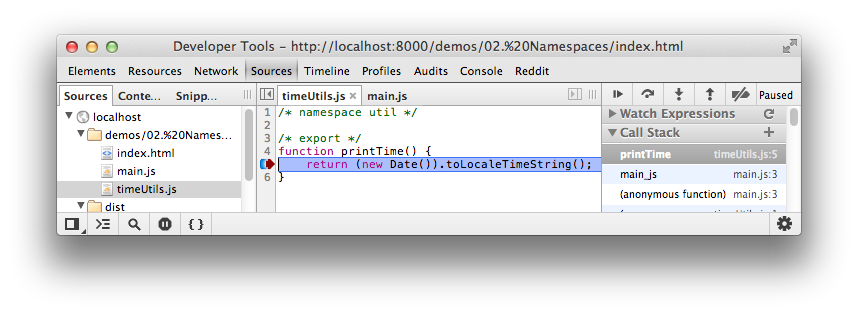 Developer Tools - http://localhost:8000/demos/02.%20Namespaces/index.html
Elements Resources Network Sources Timeline Profiles Audits Console Reddit
Sources Conte... Snipp...
localhost
demos/02.%20Names...
index.html
main.js
timeUtils.js
dist
timeUtils.js × main.js
1 /* namespace util */
2
3 /* export */
4 function printTime() {
5 return (new Date()).toLocaleTimeString();
6 }
Paused
Watch Expressions
Call Stack
printTime timeUtils.js:5
main_js main.js:3
(anonymous function) main.js:3